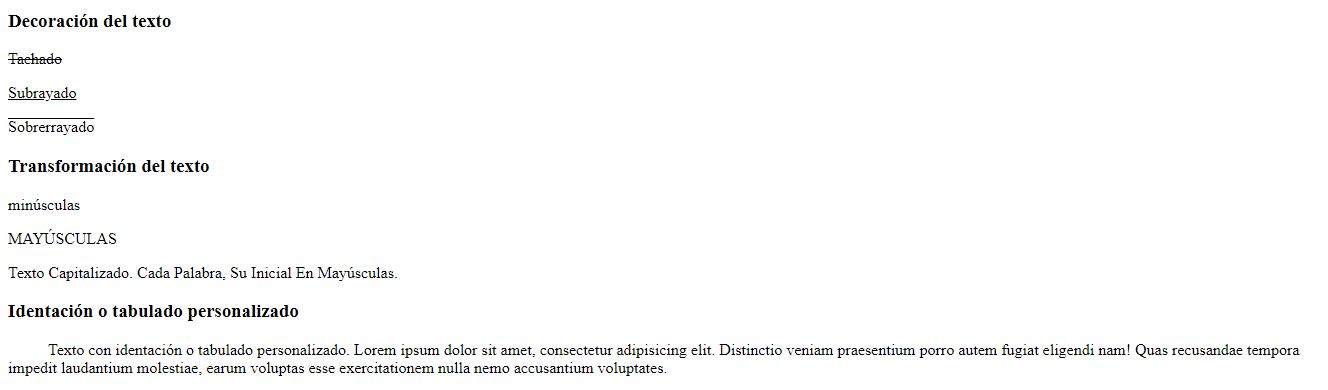 Decoración del texto
Tachado
Subrayado
Sobrerrayado
Transformación del texto
minúsculas
MAYÚSCULAS
Texto Capitalizado. Cada Palabra, Su Inicial En Mayúsculas.
Identación o tabulado personalizado
Texto con identación o tabulado personalizado. Lorem ipsum dolor sit amet, consectetur adipisicing elit. Distinctio veniam praesentium porro autem fugiat eligendi nam! Quas recusandae tempora
impedit laudantium molestiae, earum voluptas esse exercitationem nulla nemo accusantium voluptates.